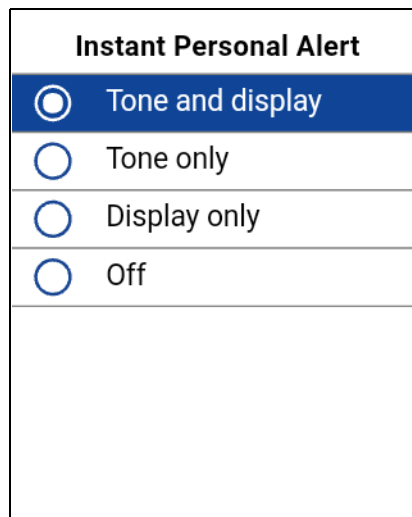 Instant Personal Alert
Tone and display
Tone only
Display only
Off